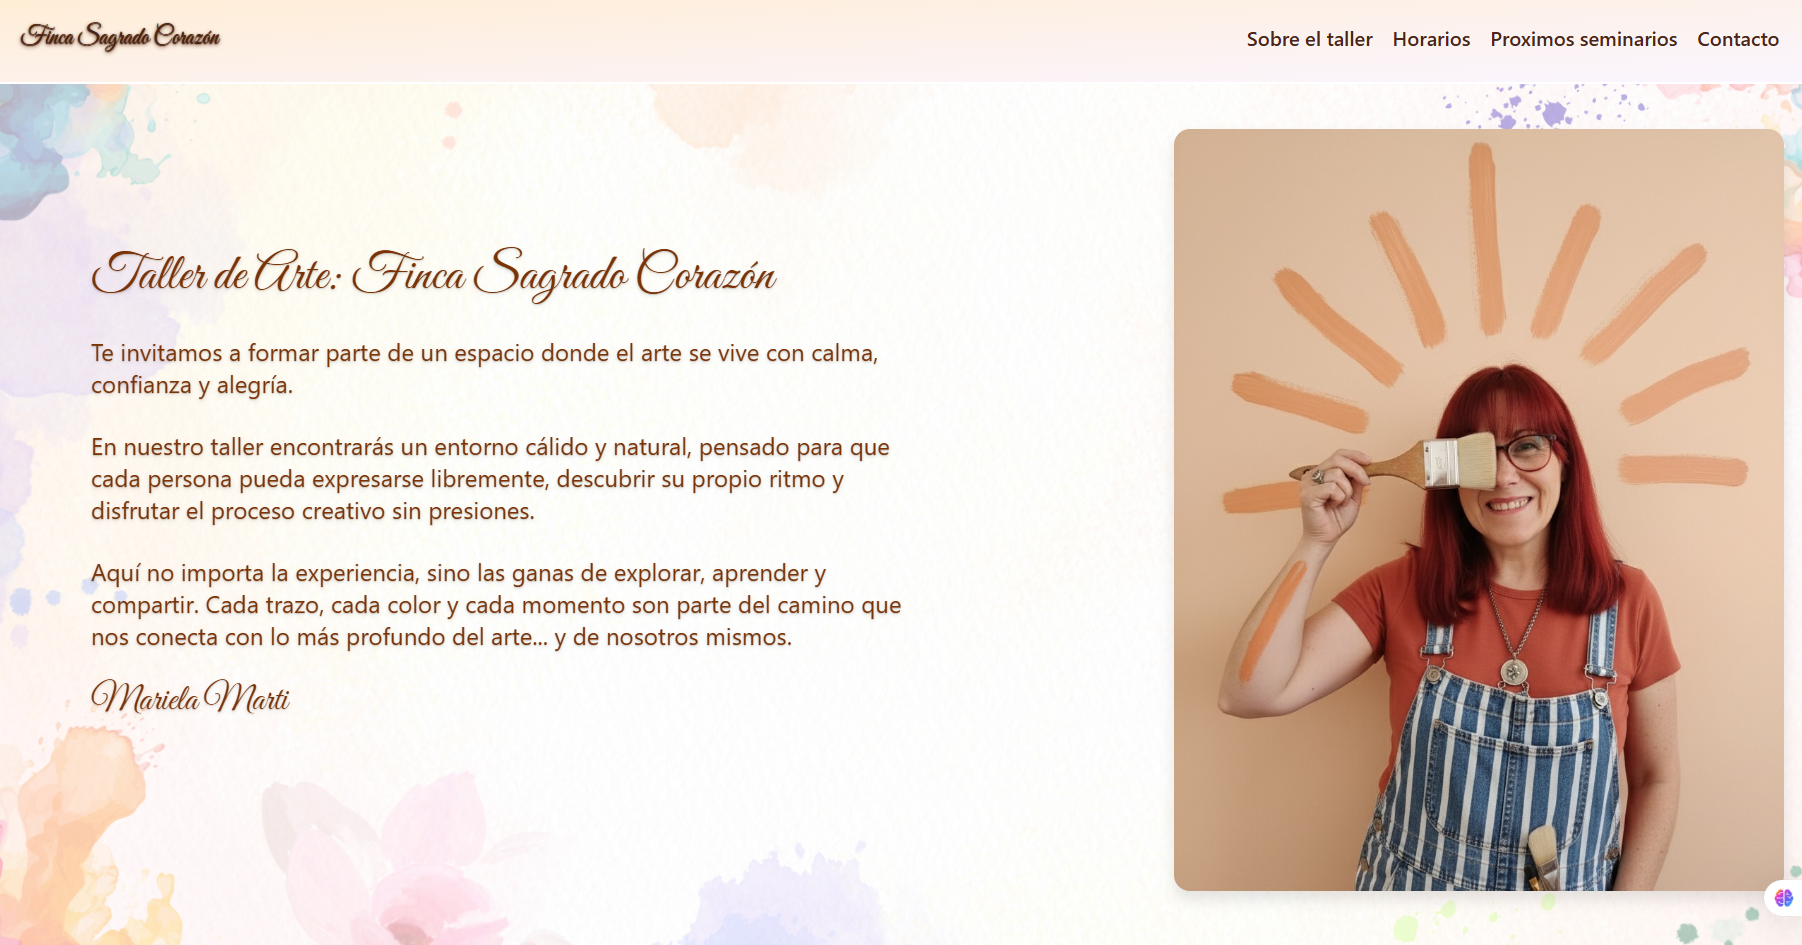 Finca Sagrado Corazón
Sobre el taller Horarios Proximos seminarios Contacto
Taller de Arte: Finca Sagrado Corazón
Te invitamos a formar parte de un espacio donde el arte se vive con calma,
confianza y alegría.
En nuestro taller encontrarás un entorno cálido y natural, pensado para que
cada persona pueda expresarse libremente, descubrir su propio ritmo y
disfrutar el proceso creativo sin presiones.
Aquí no importa la experiencia, sino las ganas de explorar, aprender y
compartir. Cada trazo, cada color y cada momento son parte del camino que
nos conecta con lo más profundo del arte... y de nosotros mismos.
Mariela Marti